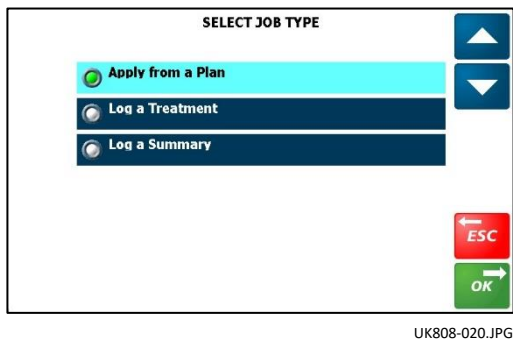 SELECT JOB TYPE
Apply from a Plan
Log a Treatment
Log a Summary
ESC
OK
UK808-020.JPG